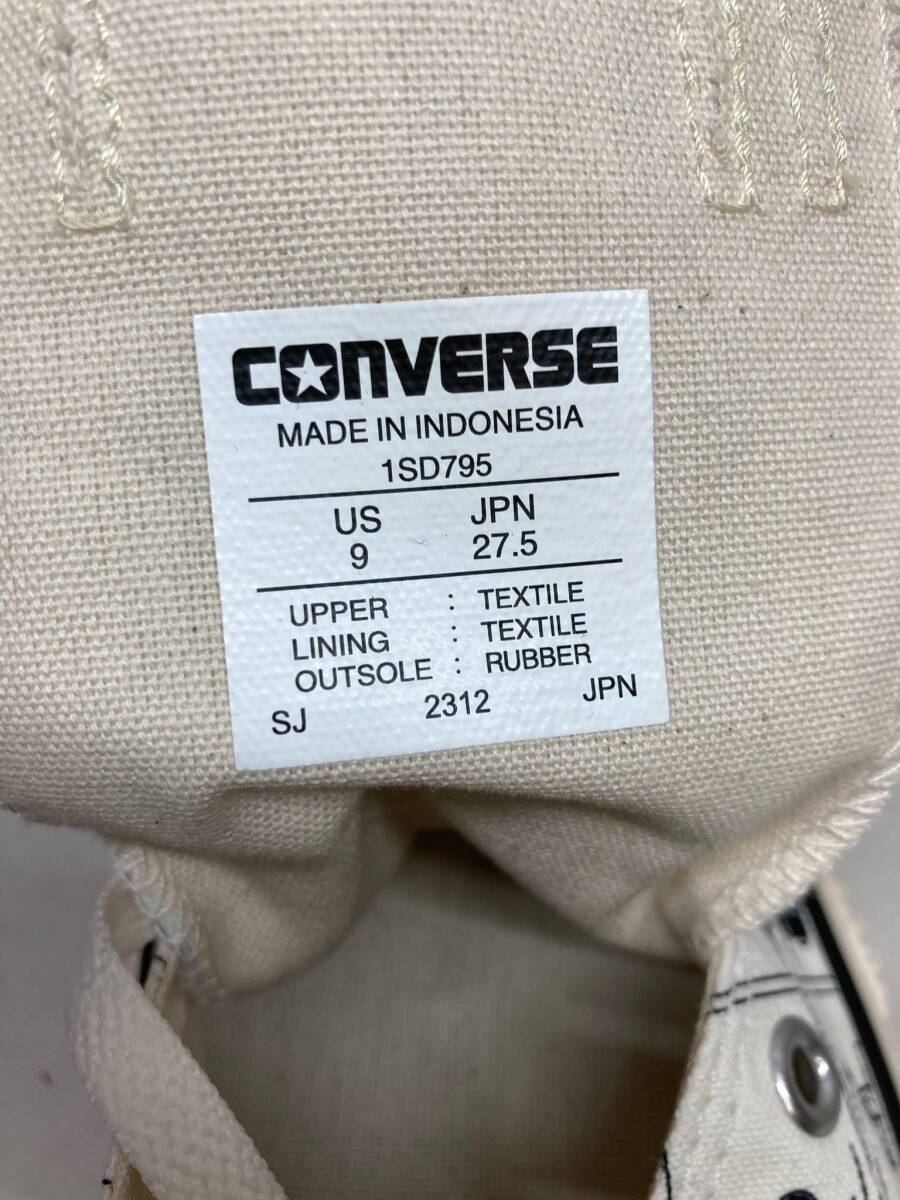 CONVERSE
MADE IN INDONESIA
1SD795
US JPN
9 27.5
UPPER : TEXTILE
LINING : TEXTILE
OUTSOLE : RUBBER
SJ 2312 JPN